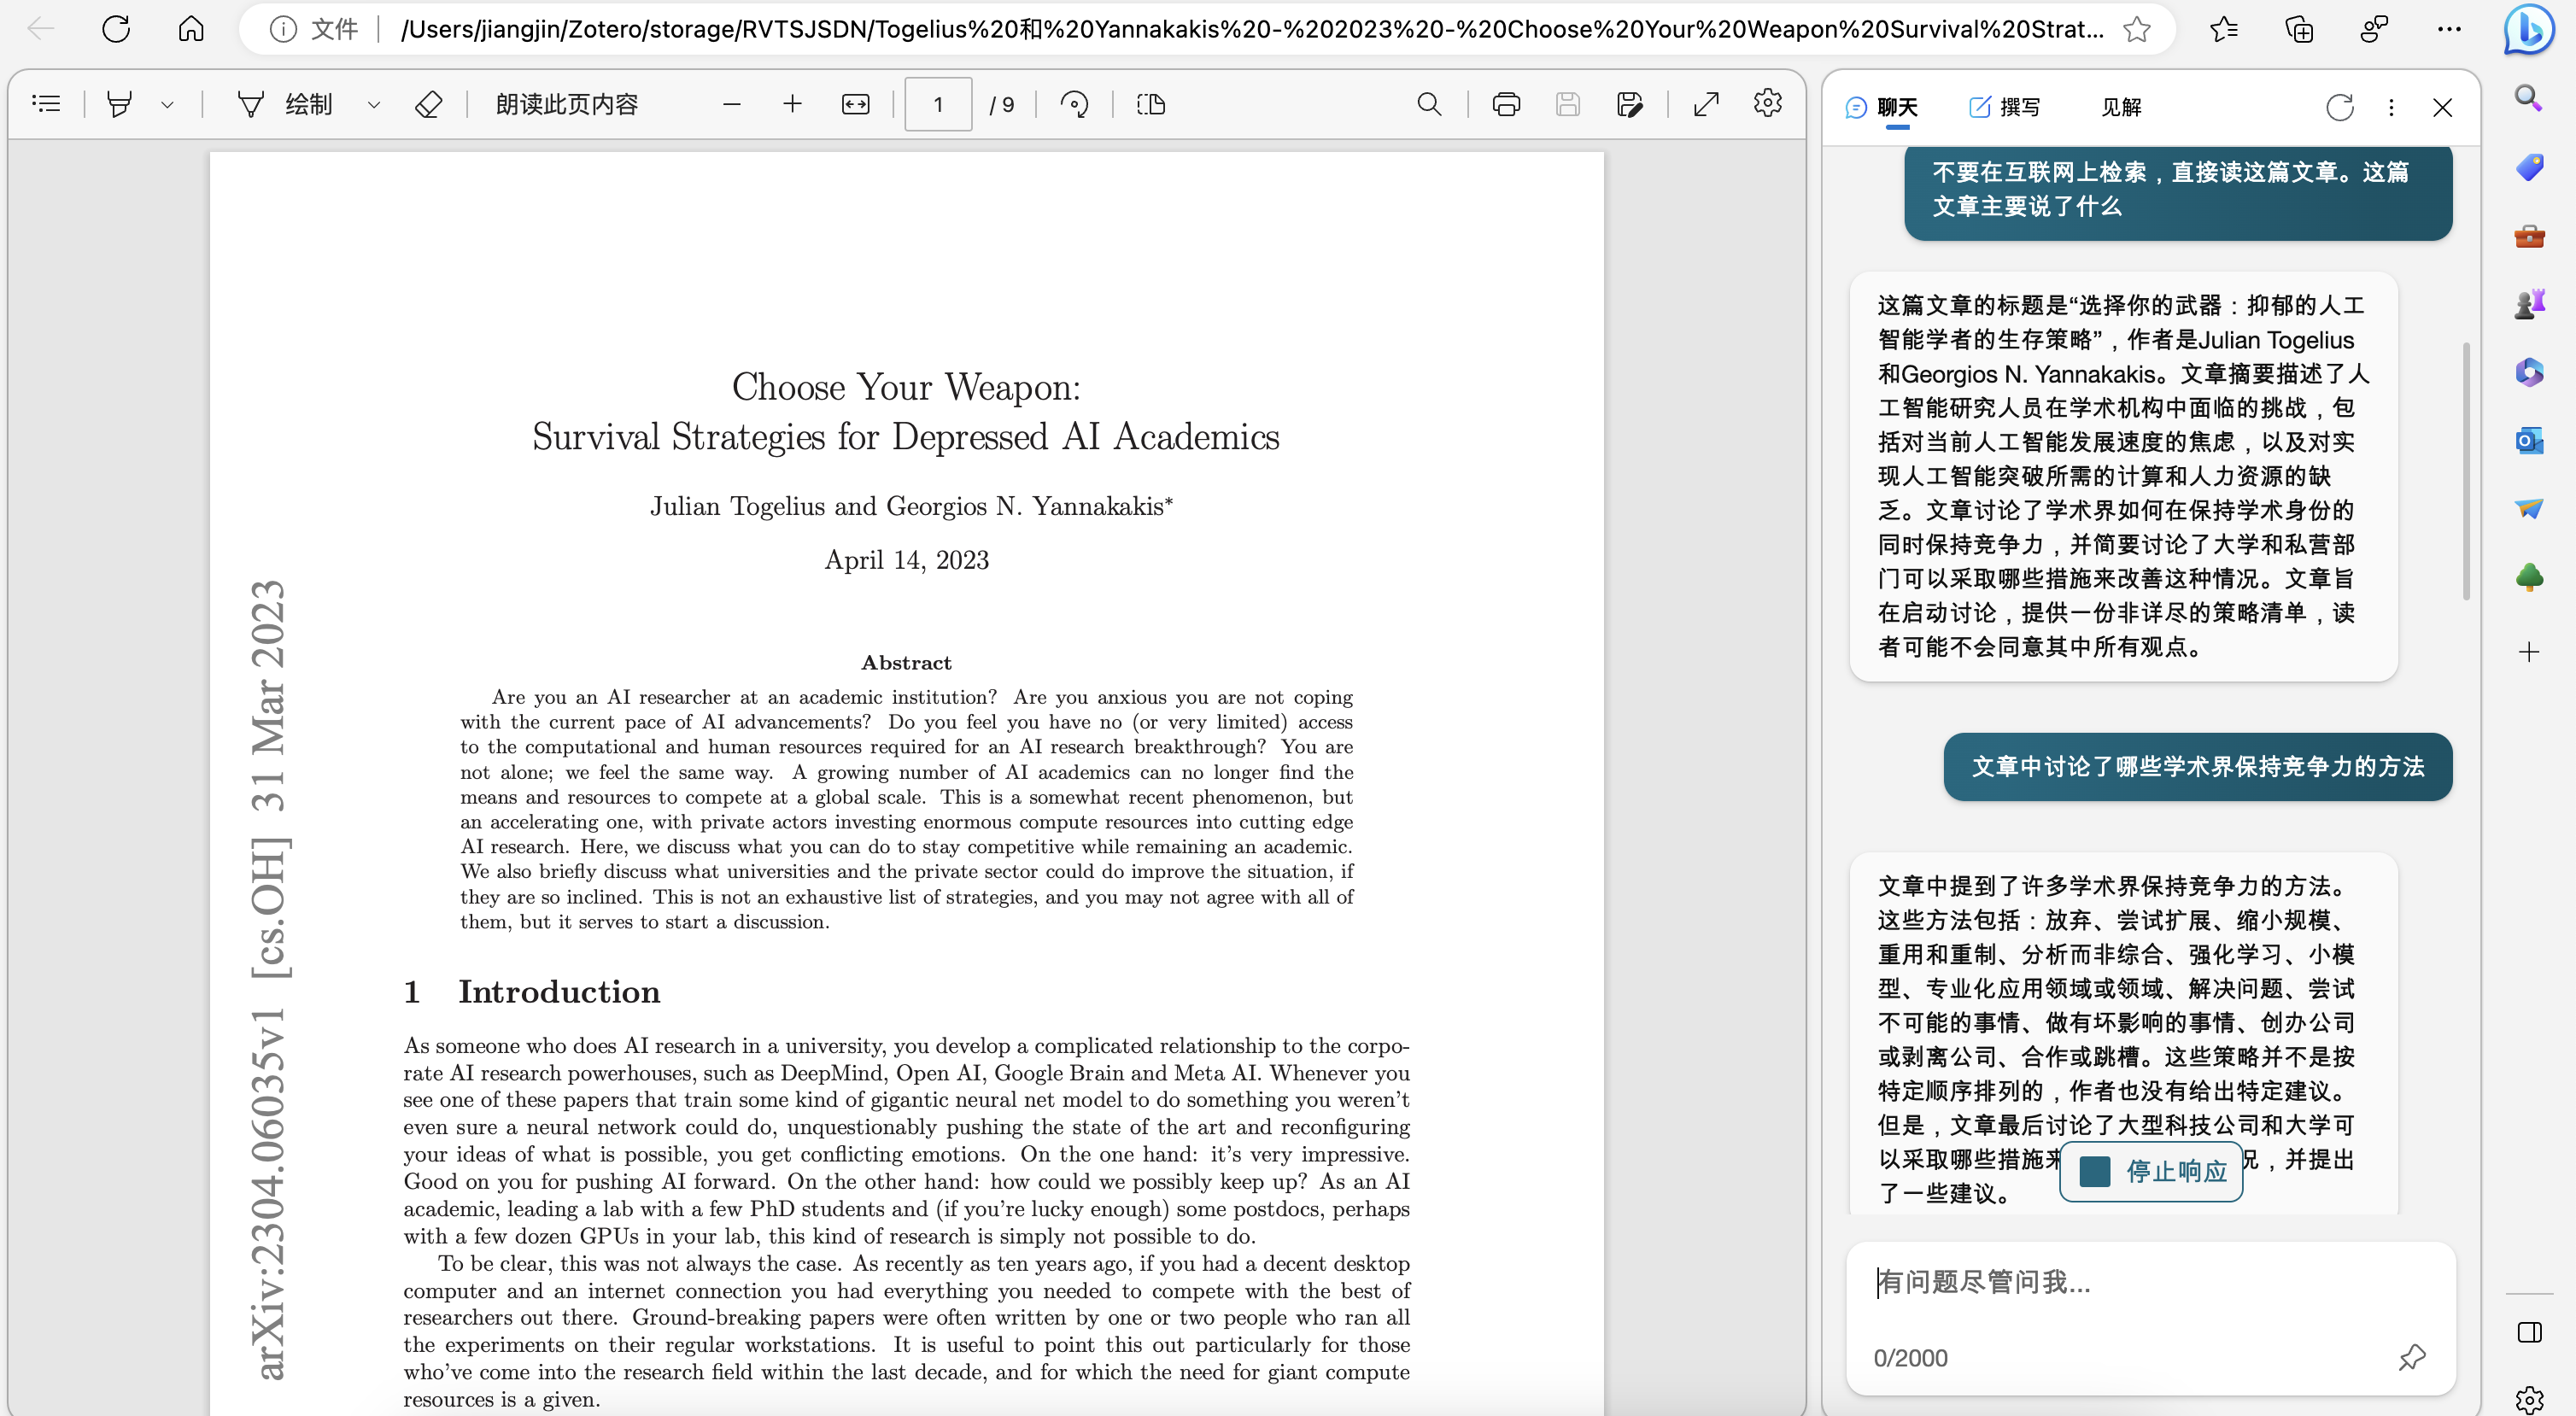 文件
/Users/jiangjin/Zotero/storage/RVTSJSDN/Togelius%20和%20Yannakakis%20-%202023%20-%20Choose%20Your%20Weapon%20Survival%20Strat...
绘制
朗读此页内容
1
/ 9
Choose Your Weapon:
Survival Strategies for Depressed AI Academics
Julian Togelius and Georgios N. Yannakakis*
April 14, 2023
arXiv:2304.06035v1 [cs.OH] 31 Mar 2023
Abstract
Are you an AI researcher at an academic institution? Are you anxious you are not coping
with the current pace of AI advancements? Do you feel you have no (or very limited) access
to the computational and human resources required for an AI research breakthrough? You are
not alone; we feel the same way. A growing number of AI academics can no longer find the
means and resources to compete at a global scale. This is a somewhat recent phenomenon, but
an accelerating one, with private actors investing enormous compute resources into cutting edge
AI research. Here, we discuss what you can do to stay competitive while remaining an academic.
We also briefly discuss what universities and the private sector could do improve the situation, if
they are so inclined. This is not an exhaustive list of strategies, and you may not agree with all of
them, but it serves to start a discussion.
1 Introduction
As someone who does AI research in a university, you develop a complicated relationship to the corpo-
rate AI research powerhouses, such as DeepMind, Open AI, Google Brain and Meta AI. Whenever you
see one of these papers that train some kind of gigantic neural net model to do something you weren't
even sure a neural network could do, unquestionably pushing the state of the art and reconfiguring
your ideas of what is possible, you get conflicting emotions. On the one hand: it's very impressive.
Good on you for pushing AI forward. On the other hand: how could we possibly keep up? As an AI
academic, leading a lab with a few PhD students and (if you're lucky enough) some postdocs, perhaps
with a few dozen GPUs in your lab, this kind of research is simply not possible to do.
To be clear, this was not always the case. As recently as ten years ago, if you had a decent desktop
computer and an internet connection you had everything you needed to compete with the best of
researchers out there. Ground-breaking papers were often written by one or two people who ran all
the experiments on their regular workstations. It is useful to point this out particularly for those
who've come into the research field within the last decade, and for which the need for giant compute
resources is a given.
聊天
撰写
见解
不要在互联网上检索，直接读这篇文章。这篇
文章主要说了什么
这篇文章的标题是“选择你的武器：抑郁的人工
智能学者的生存策略”，作者是Julian Togelius
和Georgios N. Yannakakis。文章摘要描述了人
工智能研究人员在学术机构中面临的挑战，包
括对当前人工智能发展速度的焦虑，以及对实
现人工智能突破所需的计算和人力资源的缺
乏。文章讨论了学术界如何在保持学术身份的
同时保持竞争力，并简要讨论了大学和私营部
门可以采取哪些措施来改善这种情况。文章旨
在启动讨论，提供一份非详尽的策略清单，读
者可能不会同意其中所有观点。
文章中讨论了哪些学术界保持竞争力的方法
文章中提到了许多学术界保持竞争力的方法。
这些方法包括：放弃、尝试扩展、缩小规模、
重用和重制、分析而非综合、强化学习、小模
型、专业化应用领域或领域、解决问题、尝试
不可能的事情、做有坏影响的事情、创办公司
或剥离公司、合作或跳槽。这些策略并不是按
特定顺序排列的，作者也没有给出特定建议。
但是，文章最后讨论了大型科技公司和大学可
以采取哪些措施来 况，并提出
了一些建议。
停止响应
有问题尽管问我...
0/2000